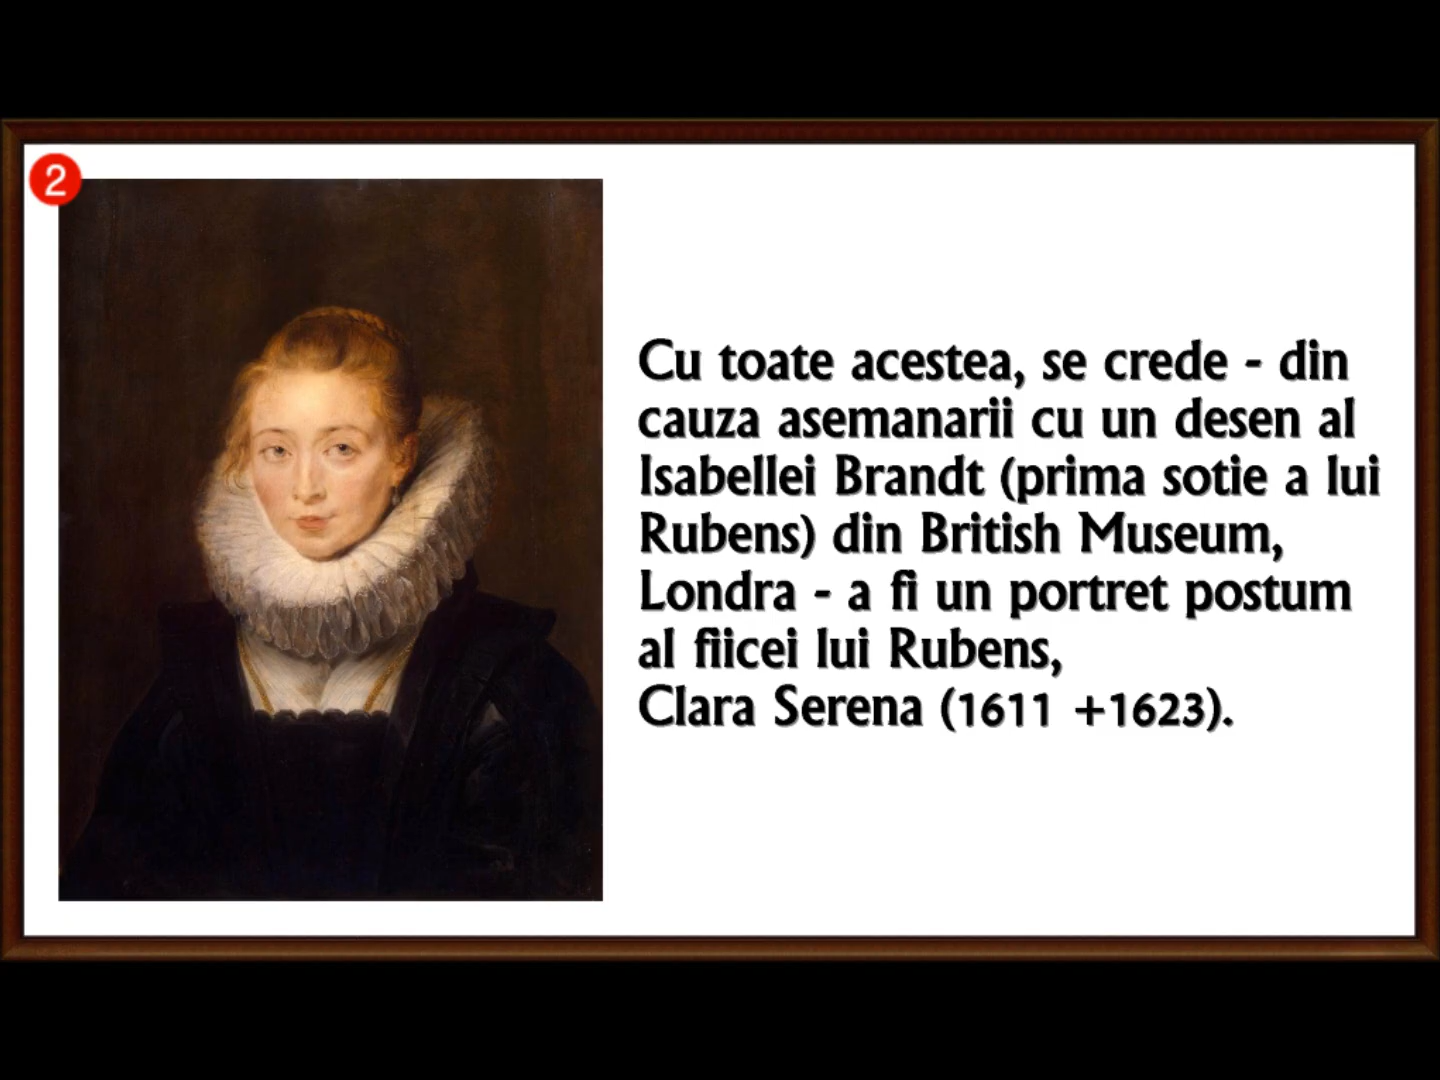 2
Cu toate acestea, se crede - din
cauza asemanarii cu un desen al
Isabellei Brandt (prima sotie a lui
Rubens) din British Museum,
Londra - a fi un portret postum
al fiicei lui Rubens,
Clara Serena (1611 +1623).